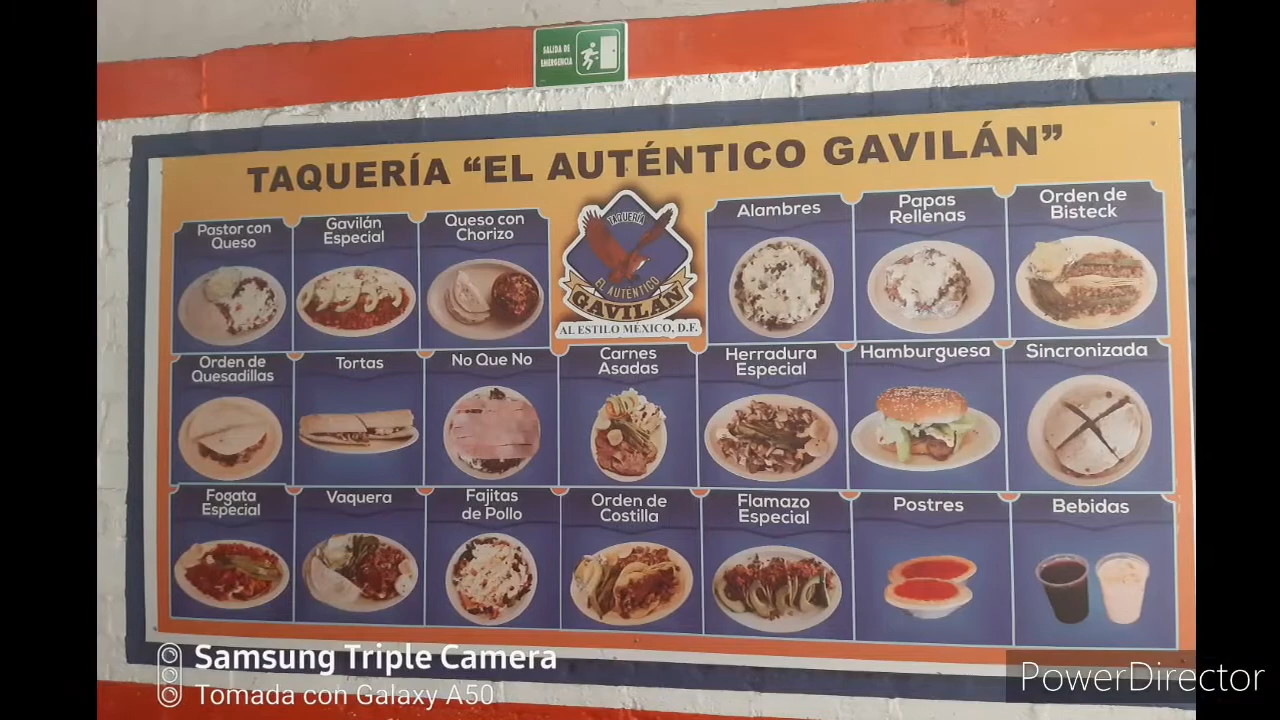 SALIDA DE
EMERGENCIA
TAQUERÍA “EL AUTÉNTICO GAVILÁN”
Pastor con
Queso
Gavilán
Especial
Queso con
Chorizo
TAQUERÍA
EL AUTÉNTICO
GAVILÁN
AL ESTILO MÉXICO, D.F.
Alambres
Papas
Rellenas
Orden de
Bisteck
Orden de
Quesadillas
Tortas
No Que No
Carnes
Asadas
Herradura
Especial
Hamburguesa
Sincronizada
Fogata
Especial
Vaquera
Fajitas
de Pollo
Orden de
Costilla
Flamazo
Especial
Postres
Bebidas
Samsung Triple Camera
Tomada con Galaxy A50
PowerDirector